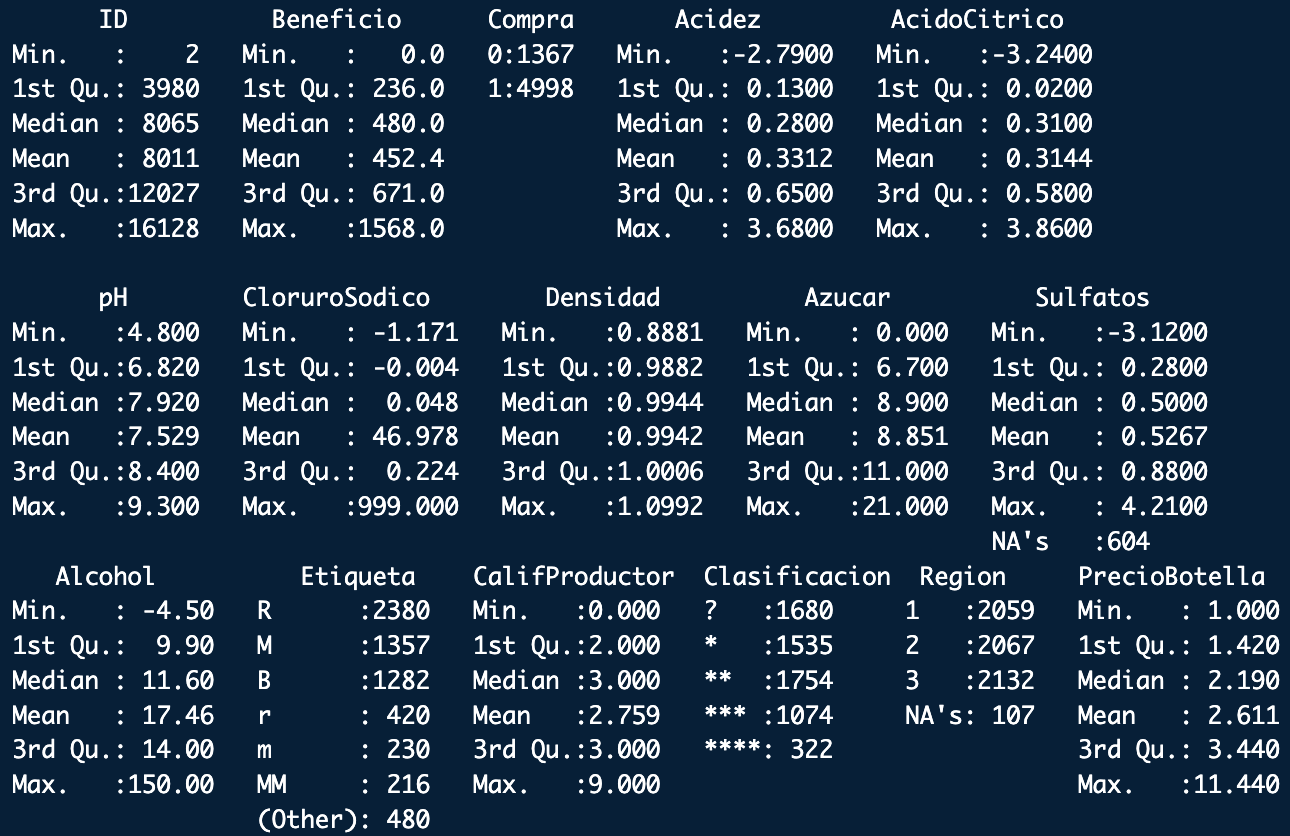 ID Beneficio Compra Acidez AcidoCitrico
Min. : 2 Min. : 0.0 0:1367 Min. :-2.7900 Min. :-3.2400
1st Qu.: 3980 1st Qu.: 236.0 1:4998 1st Qu.: 0.1300 1st Qu.: 0.0200
Median : 8065 Median : 480.0 Median : 0.2800 Median : 0.3100
Mean : 8011 Mean : 452.4 Mean : 0.3312 Mean : 0.3144
3rd Qu.:12027 3rd Qu.: 671.0 3rd Qu.: 0.6500 3rd Qu.: 0.5800
Max. :16128 Max. :1568.0 Max. : 3.6800 Max. : 3.8600
pH CloruroSodico Densidad Azucar Sulfatos
Min. :4.800 Min. : -1.171 Min. :0.8881 Min. : 0.000 Min. :-3.1200
1st Qu.:6.820 1st Qu.: -0.004 1st Qu.:0.9882 1st Qu.: 6.700 1st Qu.: 0.2800
Median :7.920 Median : 0.048 Median :0.9944 Median : 8.900 Median : 0.5000
Mean :7.529 Mean : 46.978 Mean :0.9942 Mean : 8.851 Mean : 0.5267
3rd Qu.:8.400 3rd Qu.: 0.224 3rd Qu.:1.0006 3rd Qu.:11.000 3rd Qu.: 0.8800
Max. :9.300 Max. :999.000 Max. :1.0992 Max. :21.000 Max. : 4.2100
NA's :604
Alcohol Etiqueta CalifProductor Clasificacion Region PrecioBotella
Min. : -4.50 R :2380 Min. :0.000 ? :1680 1 :2059 Min. : 1.000
1st Qu.: 9.90 M :1357 1st Qu.:2.000 * :1535 2 :2067 1st Qu.: 1.420
Median : 11.60 B :1282 Median :3.000 ** :1754 3 :2132 Median : 2.190
Mean : 17.46 r : 420 Mean :2.759 *** :1074 NA's: 107 Mean : 2.611
3rd Qu.: 14.00 m : 230 3rd Qu.:3.000 ****: 322 3rd Qu.: 3.440
Max. :150.00 MM : 216 Max. :9.000 Max. :11.440
(Other): 480